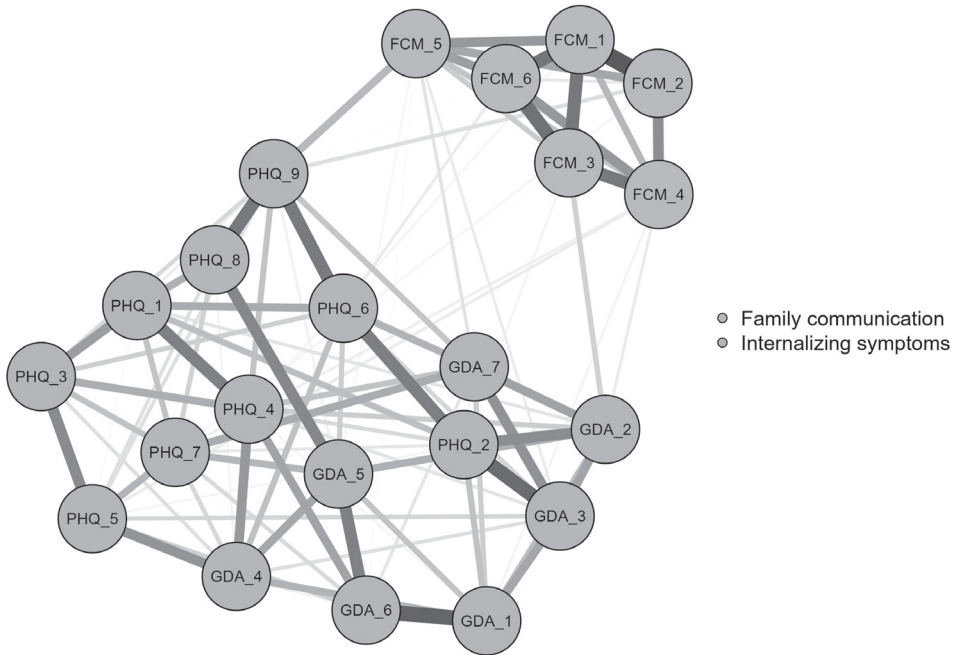 FCM_5
FCM_1
FCM_6
FCM_2
FCM_3
FCM_4
PHQ_9
PHQ_8
PHQ_1
PHQ_6
PHQ_3
GDA_7
PHQ_4
GDA_2
PHQ_7
PHQ_2
GDA_5
PHQ_5
GDA_3
GDA_4
GDA_6
GDA_1
Family communication
Internalizing symptoms